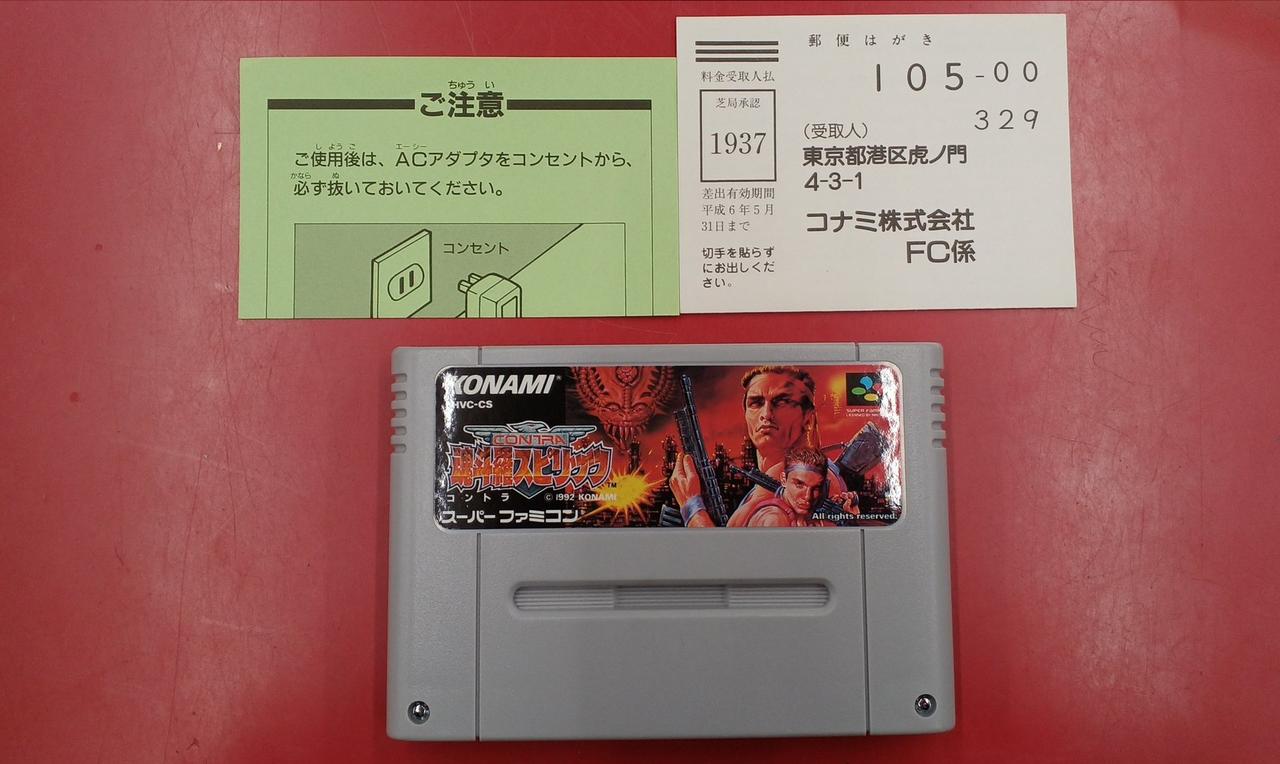 ちゅう い
ご注意
し よう ご
エーシー
ご使用後は、ACアダプタをコンセントから、
かなら ぬ
必ず抜いておいてください。
コンセント
郵便はがき
105-00
329
料金受取人払
芝局承認
1937
差出有効期間
平成6年5月
31日まで
切手を貼らず
にお出しくだ
さい。
(受取人)
東京都港区虎ノ門
4-3-1
コナミ株式会社
FC係
KONAMI®
HVC-CS
CONTRA
魂斗羅スピリッツ
TM
コントラ
© 1992 KONAMI
スーパーファミコン
All rights reserved.